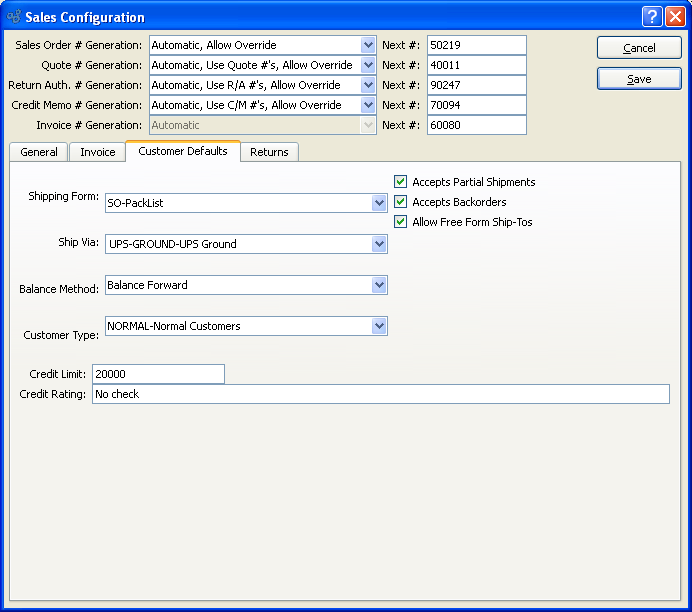 Sales Configuration
Sales Order # Generation: Automatic, Allow Override Next #: 50219 Cancel
Quote # Generation: Automatic, Use Quote #'s, Allow Override Next #: 40011
Return Auth. # Generation: Automatic, Use R/A #'s, Allow Override Next #: 90247 Save
Credit Memo # Generation: Automatic, Use C/M #'s, Allow Override Next #: 70094
Invoice # Generation: Automatic Next #: 60080
General Invoice Customer Defaults Returns
Accepts Partial Shipments
Shipping Form: SO-PackList Accepts Backorders
Allow Free Form Ship-Tos
Ship Via: UPS-GROUND-UPS Ground
Balance Method: Balance Forward
Customer Type: NORMAL-Normal Customers
Credit Limit: 20000
Credit Rating: No check